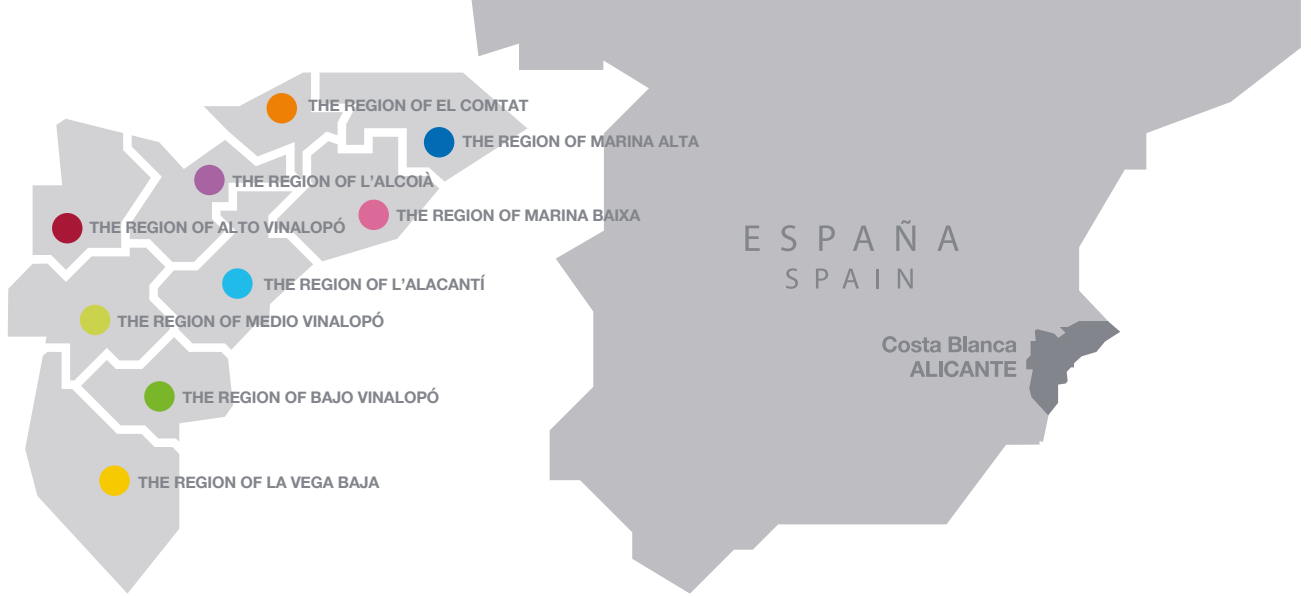 THE REGION OF EL COMTAT
THE REGION OF MARINA ALTA
THE REGION OF L'ALCOIÀ
THE REGION OF MARINA BAIXA
THE REGION OF ALTO VINALOPÓ
THE REGION OF L'ALACANTÍ
THE REGION OF MEDIO VINALOPÓ
THE REGION OF BAJO VINALOPÓ
THE REGION OF LA VEGA BAJA
ESPAÑA
SPAIN
Costa Blanca
ALICANTE